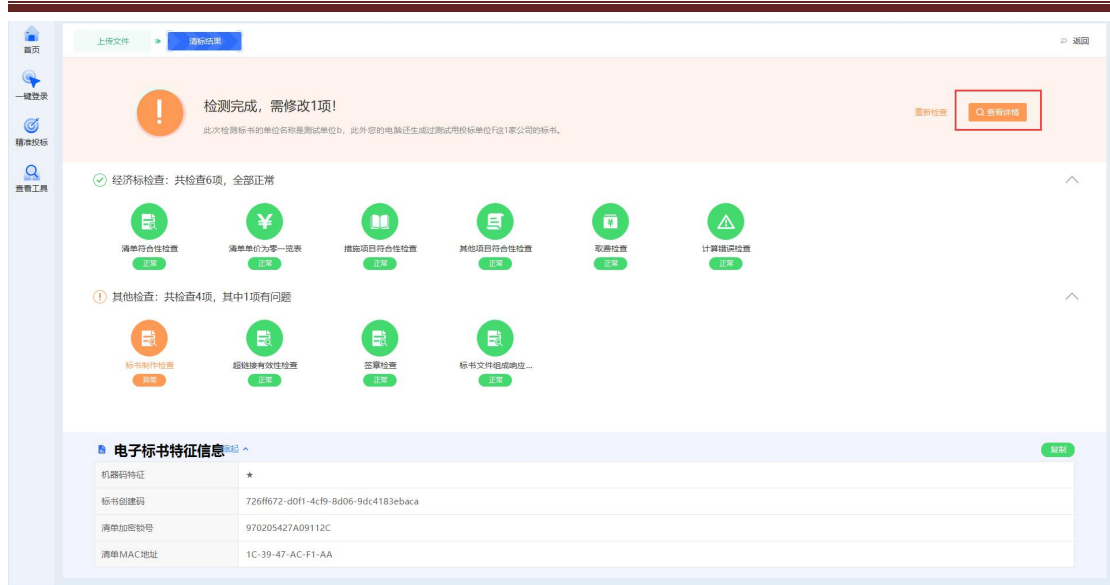 首页
一键登录
精准投标
查看工具
上传文件 清标结果 返回
检测完成，需修改1项！
此次检测标书的单位名称是测试单位b，此外您的电脑还生成过测试用投标单位F这1家公司的标书。
重新检查 查看详情
经济标检查：共检查6项，全部正常
清单符合性检查 清单单价为零一览表 措施项目符合性检查 其他项目符合性检查 取费检查 计算错误检查
正常 正常 正常 正常 正常 正常
其他检查：共检查4项，其中1项有问题
标书制作检查 超链接有效性检查 签章检查 标书文件组成响应...
异常 正常 正常 正常
电子标书特征信息 复制
机器码特征 ★
标书创建码 726ff672-d0f1-4cf9-8d06-9dc4183ebaca
清单加密锁号 970205427A09112C
清单MAC地址 1C-39-47-AC-F1-AA